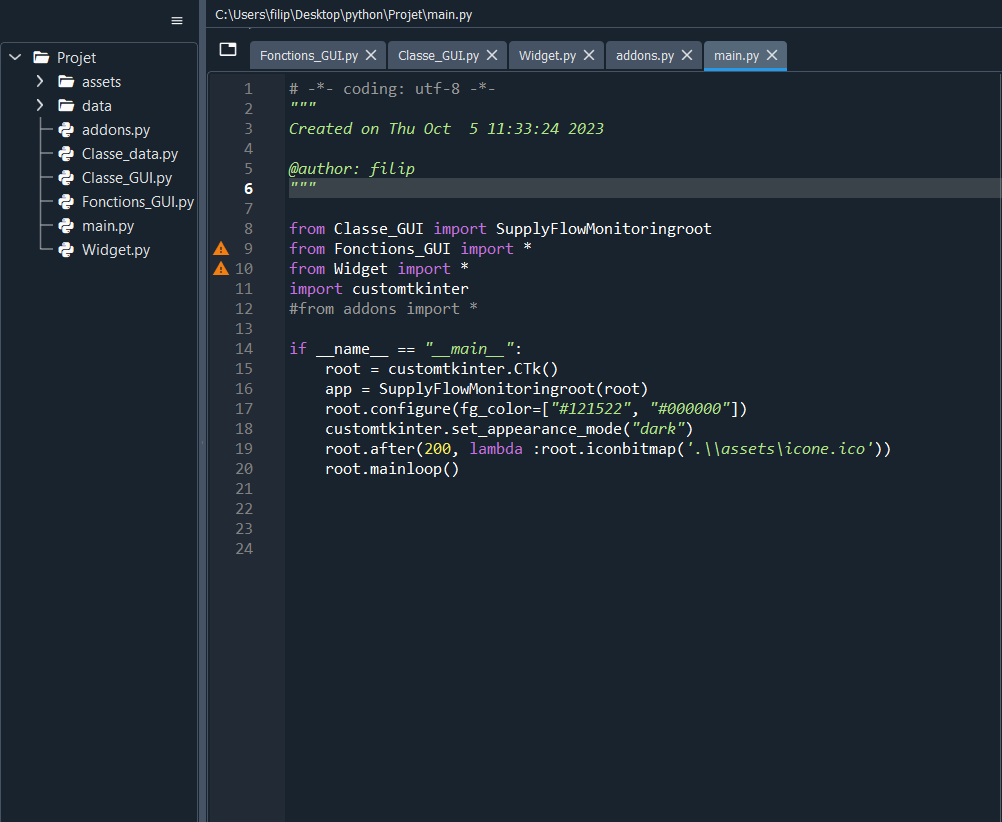 C:\Users\filip\Desktop\python\Projet\main.py
Projet
assets
data
addons.py
Classe_data.py
Classe_GUI.py
Fonctions_GUI.py
main.py
Widget.py
Fonctions_GUI.py Classe_GUI.py Widget.py addons.py main.py
1 # -*- coding: utf-8 -*-
2 """
3 Created on Thu Oct  5 11:33:24 2023
4
5 @author: filip
6 """
7
8 from Classe_GUI import SupplyFlowMonitoringroot
9 from Fonctions_GUI import *
10 from Widget import *
11 import customtkinter
12 #from addons import *
13
14 if __name__ == "__main__":
15     root = customtkinter.CTk()
16     app = SupplyFlowMonitoringroot(root)
17     root.configure(fg_color=["#121522", "#000000"])
18     customtkinter.set_appearance_mode("dark")
19     root.after(200, lambda :root.iconbitmap('.\\assets\icone.ico'))
20     root.mainloop()
21
22
23
24